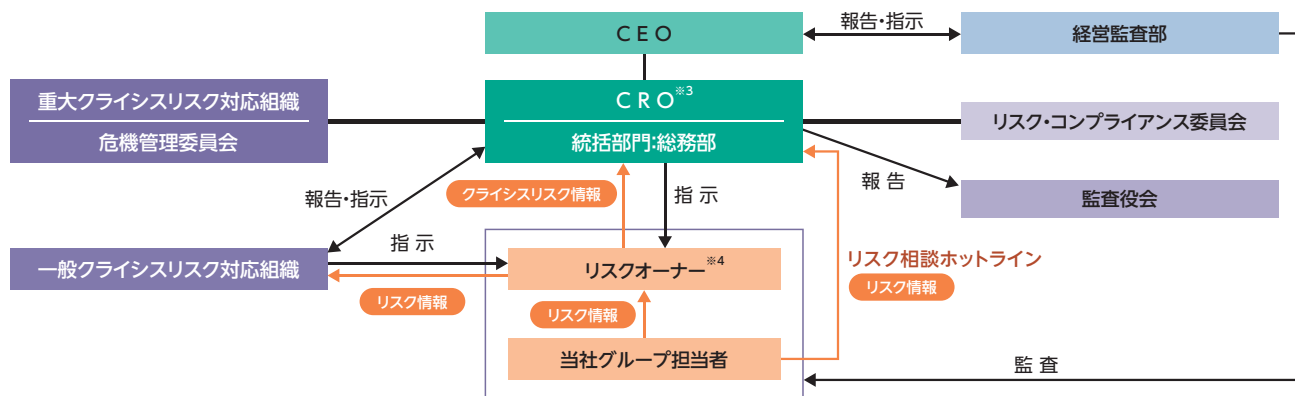 CEO
報告・指示
経営監査部
重大クライシスリスク対応組織
危機管理委員会
CRO※3
統括部門:総務部
リスク・コンプライアンス委員会
報告・指示
クライシスリスク情報
指示
報告
監査役会
一般クライシスリスク対応組織
指示
リスク情報
リスクオーナー※4
リスク情報
当社グループ担当者
リスク相談ホットライン
リスク情報
監査